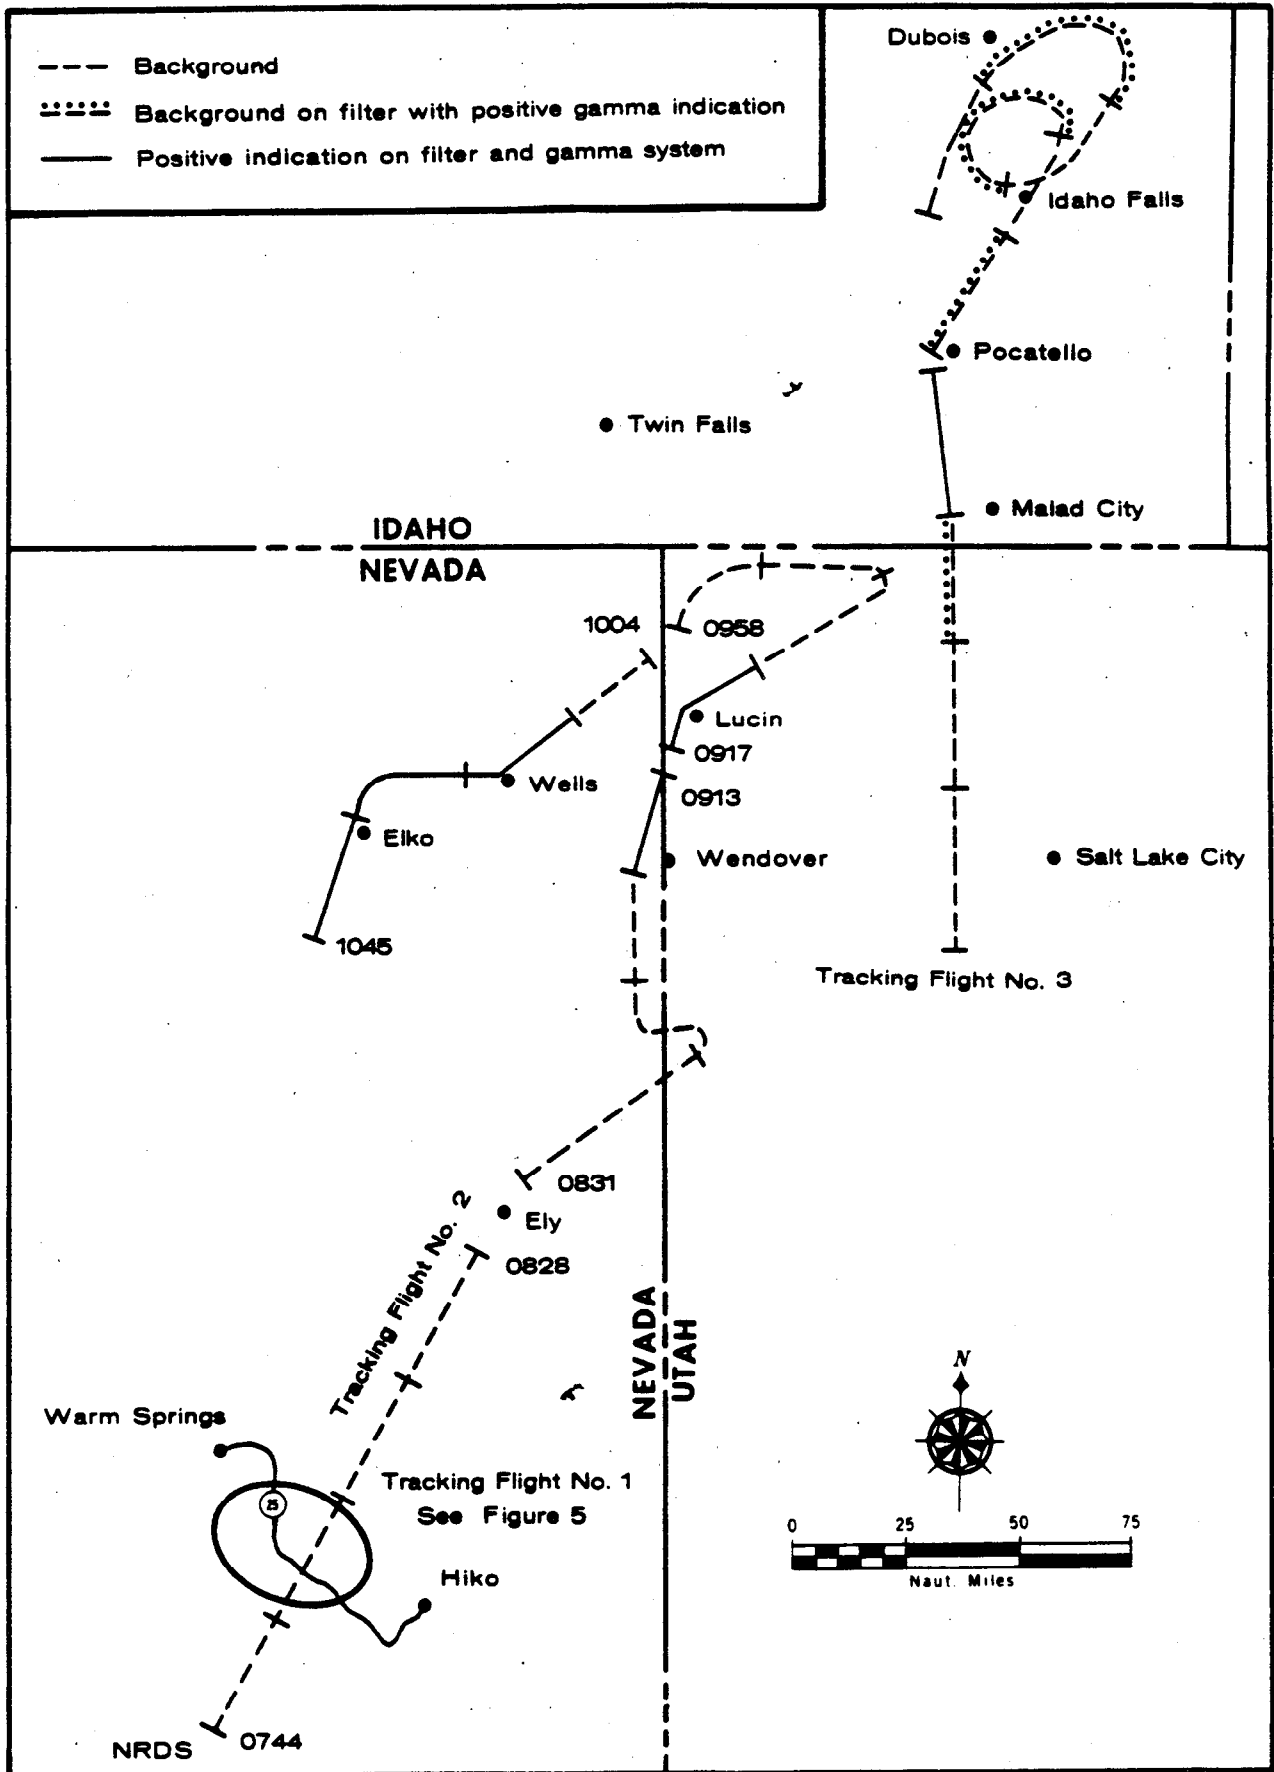 Background
Background on filter with positive gamma indication
Positive indication on filter and gamma system
Dubois
Idaho Falls
Pocatello
Twin Falls
Malad City
IDAHO
NEVADA
1004
0958
Lucin
0917
Wells
0913
Elko
Wendover
Salt Lake City
1045
Tracking Flight No. 3
0831
Ely
Tracking Flight No. 2
0828
NEVADA
UTAH
N
Warm Springs
Tracking Flight No. 1
See Figure 5
25
0 25 50 75
Naut. Miles
Hiko
NRDS
0744